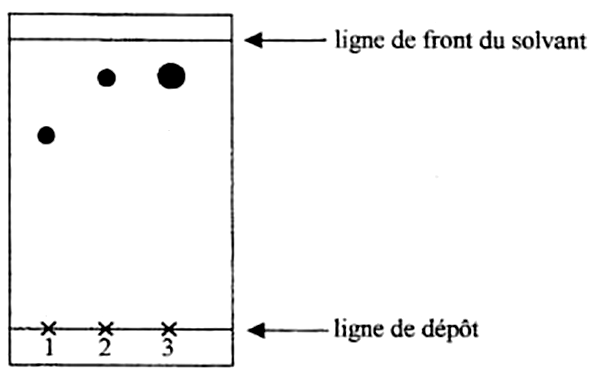 ligne de front du solvant
ligne de dépôt
1 2 3